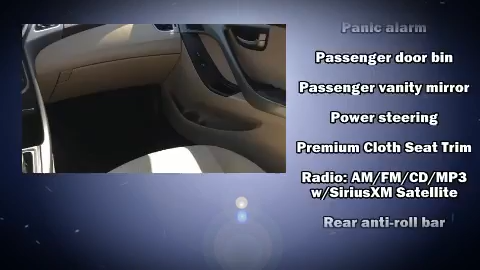 Panic alarm
Passenger door bin
Passenger vanity mirror
Power steering
Premium Cloth Seat Trim
Radio: AM/FM/CD/MP3
w/SiriusXM Satellite
Rear anti-roll bar